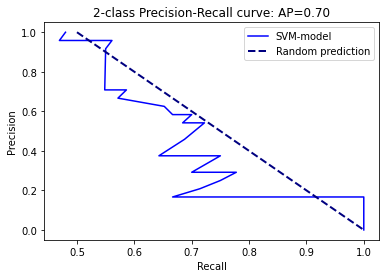 2-class Precision-Recall curve: AP=0.70
SVM-model
Random prediction
Precision
1.0
0.8
0.6
0.4
0.2
0.0
0.5
0.6
0.7
0.8
0.9
1.0
Recall